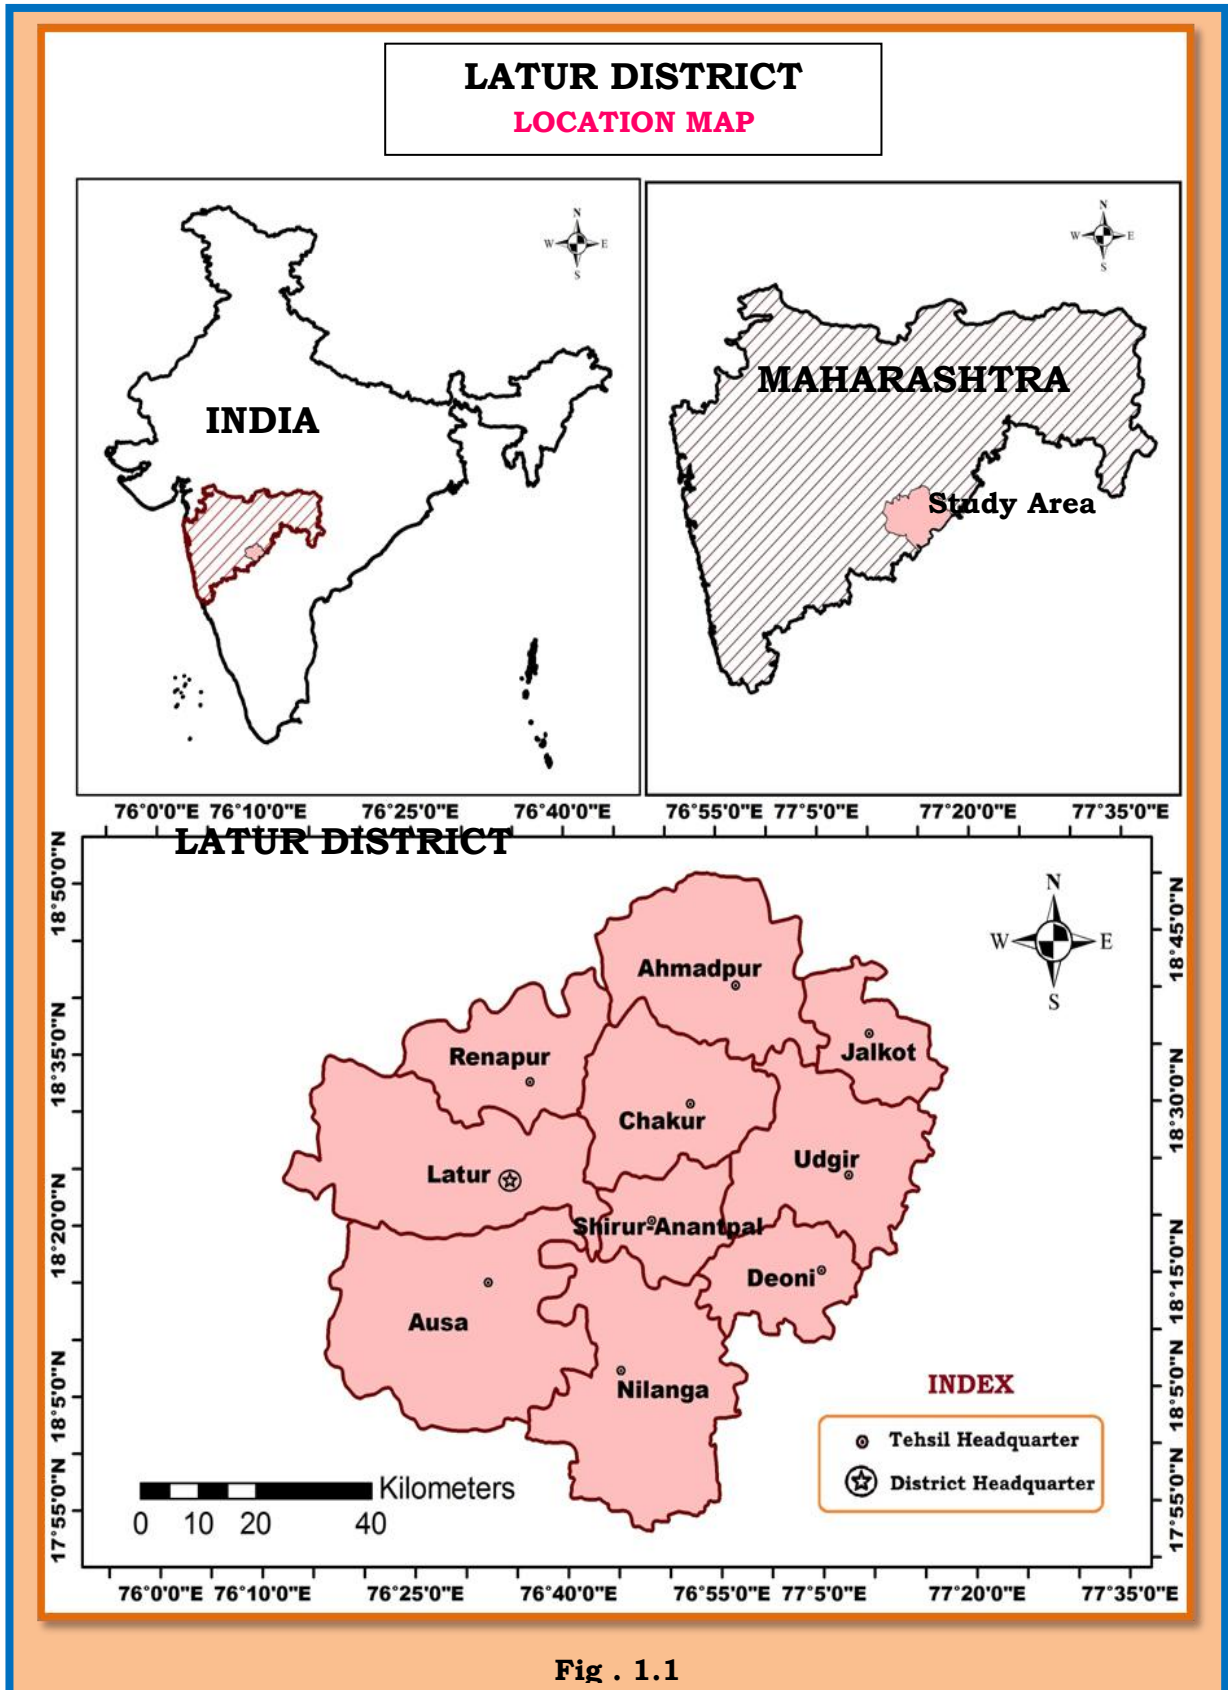 LATUR DISTRICT
LOCATION MAP
N
W E
S
INDIA
N
W E
S
MAHARASHTRA
Study Area
76°0'0"E 76°10'0"E 76°25'0"E 76°40'0"E 76°55'0"E 77°5'0"E 77°20'0"E 77°35'0"E
LATUR DISTRICT
18°50'0"N
18°35'0"N
18°20'0"N
18°5'0"N
17°55'0"N
N
W E
S
Ahmadpur
Jalkot
Renapur
Chakur
Udgir
Latur
Shirur-Anantpal
Deoni
Ausa
Nilanga
18°45'0"N
18°30'0"N
18°15'0"N
18°5'0"N
17°55'0"N
INDEX
Tehsil Headquarter
District Headquarter
Kilometers
0 10 20 40
76°0'0"E 76°10'0"E 76°25'0"E 76°40'0"E 76°55'0"E 77°5'0"E 77°20'0"E 77°35'0"E
Fig . 1.1